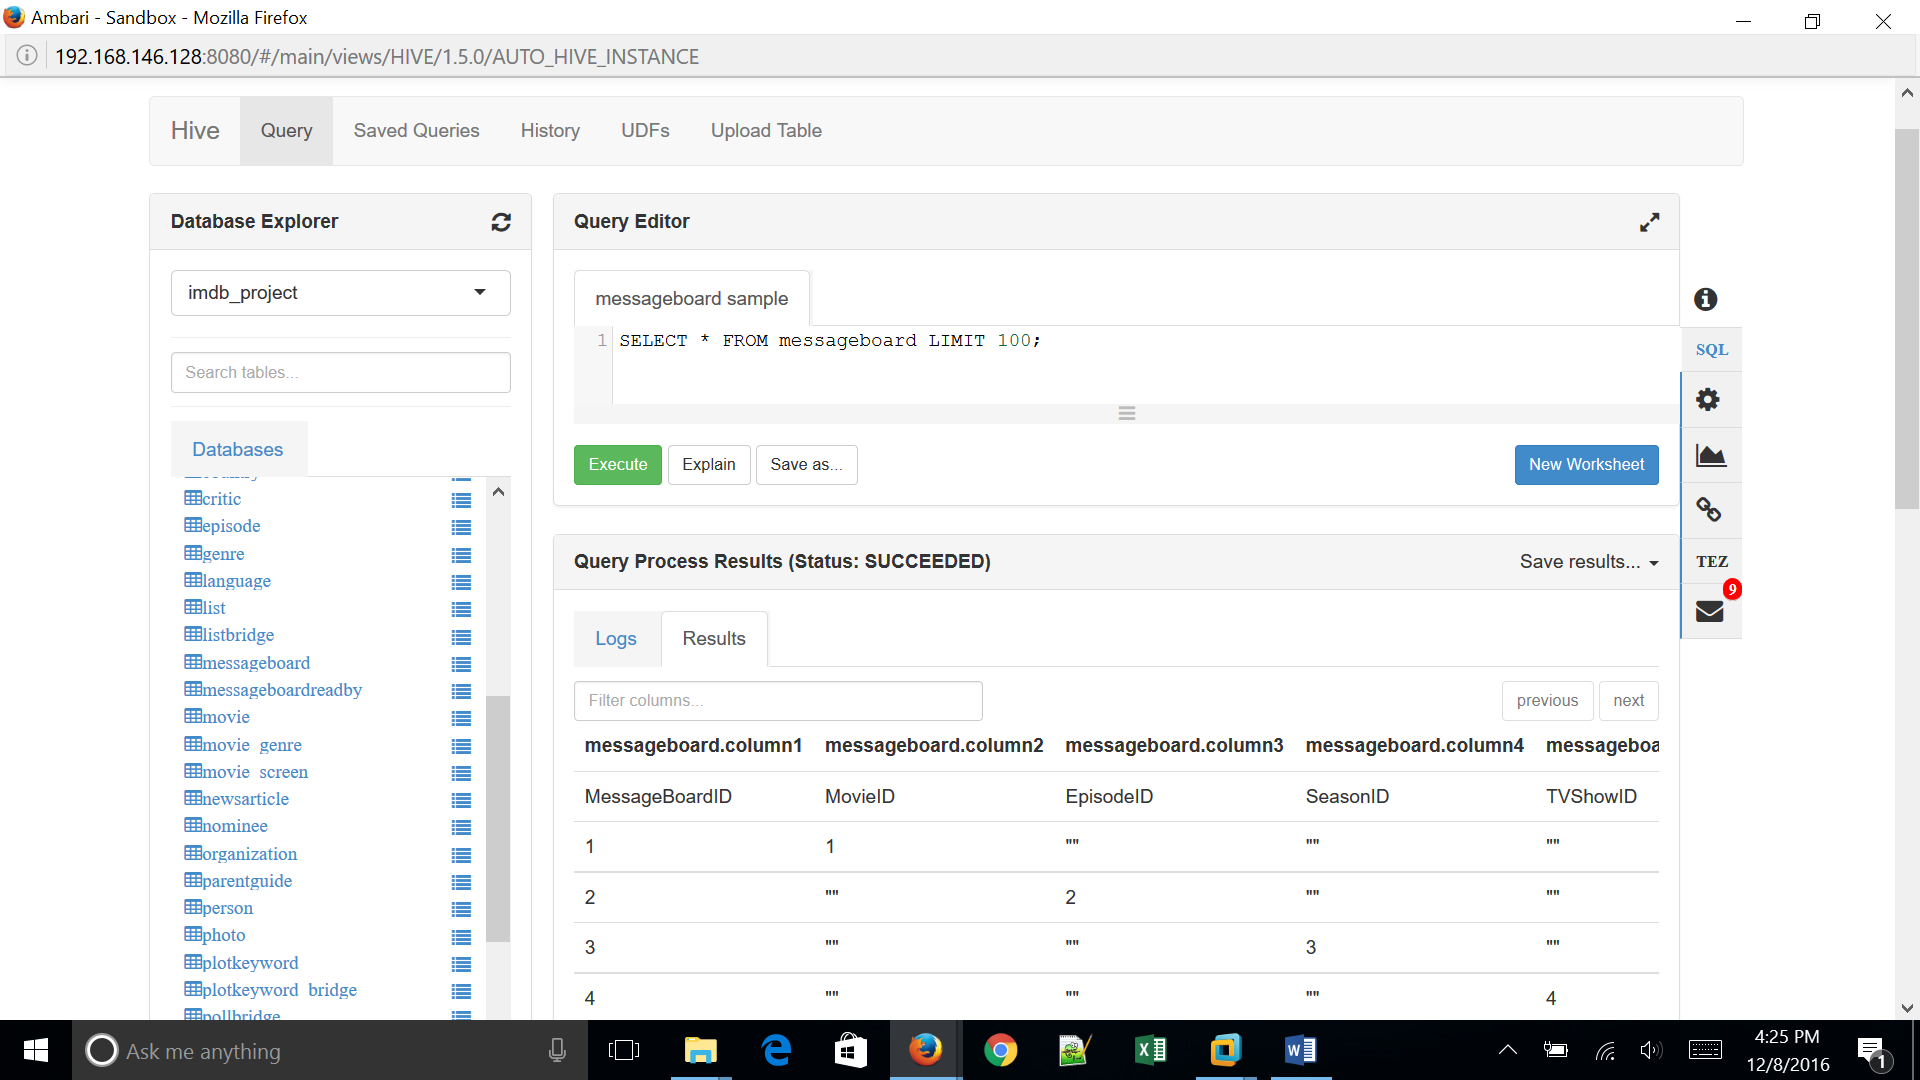 Ambari - Sandbox - Mozilla Firefox
192.168.146.128:8080/#/main/views/HIVE/1.5.0/AUTO_HIVE_INSTANCE
Hive Query Saved Queries History UDFs Upload Table
Database Explorer
imdb_project
Search tables...
Databases
critic
episode
genre
language
list
listbridge
messageboard
messageboardreadby
movie
movie_genre
movie_screen
newsarticle
nominee
organization
parentguide
person
photo
plotkeyword
plotkeyword_bridge
pollbridge
Query Editor
messageboard sample
1 SELECT * FROM messageboard LIMIT 100;
Execute Explain Save as... New Worksheet
SQL
TEZ
9
Query Process Results (Status: SUCCEEDED) Save results...
Logs Results
Filter columns... previous next
messageboard.column1 messageboard.column2 messageboard.column3 messageboard.column4 messageboa
MessageBoardID MovieID EpisodeID SeasonID TVShowID
1 1 "" "" ""
2 "" 2 "" ""
3 "" "" 3 ""
4 "" "" "" 4
Ask me anything
4:25 PM
12/8/2016
1